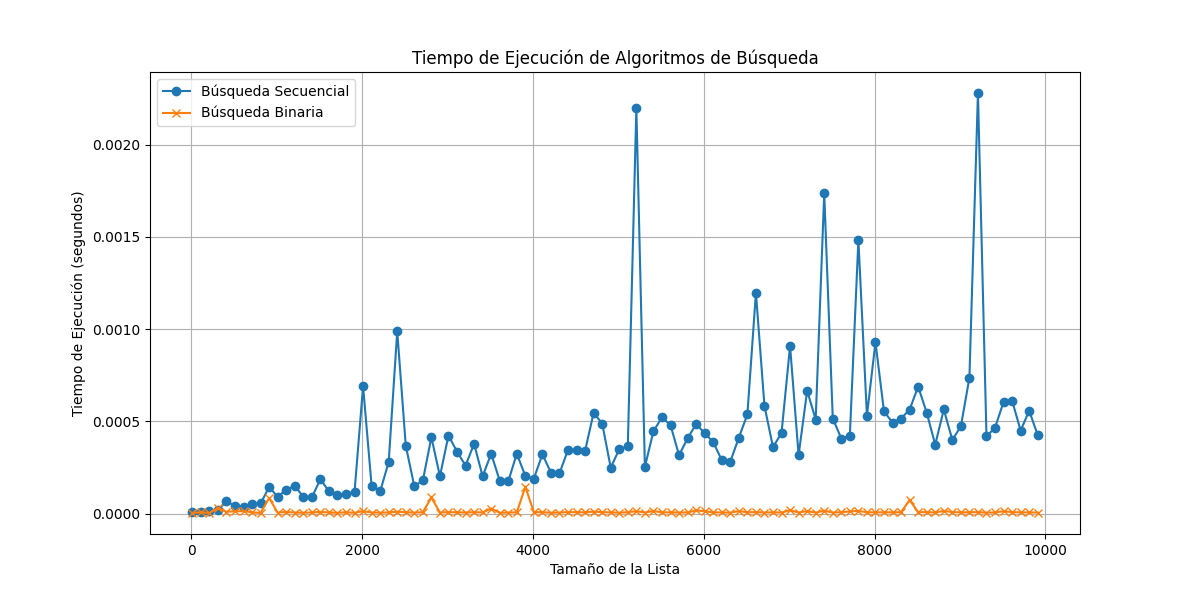 Tiempo de Ejecución de Algoritmos de Búsqueda
Búsqueda Secuencial
Búsqueda Binaria
Tiempo de Ejecución (segundos)
0.0020
0.0015
0.0010
0.0005
0.0000
0 2000 4000 6000 8000 10000
Tamaño de la Lista